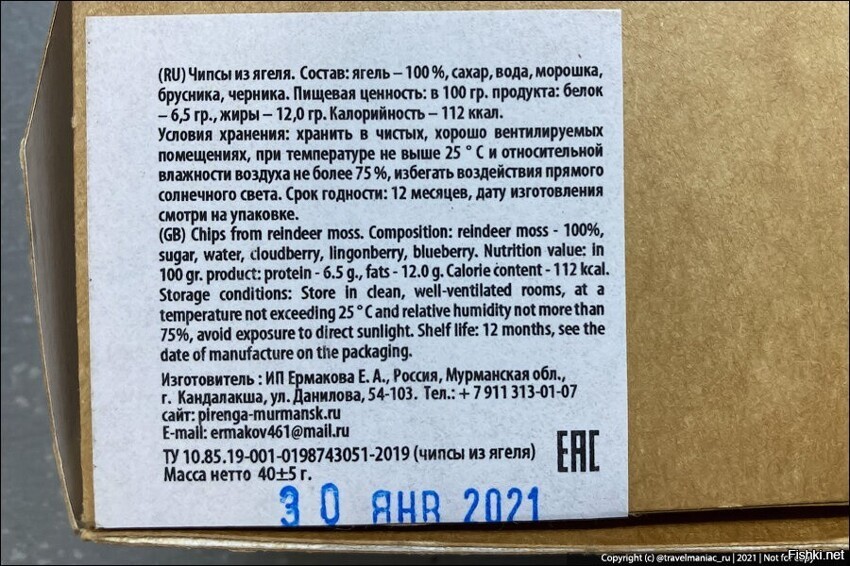 (RU) Чипсы из ягеля. Состав: ягель – 100 %, сахар, вода, морошка,
брусника, черника. Пищевая ценность: в 100 гр. продукта: белок
– 6,5 гр., жиры – 12,0 гр. Калорийность – 112 ккал.
Условия хранения: хранить в чистых, хорошо вентилируемых
помещениях, при температуре не выше 25 ° С и относительной
влажности воздуха не более 75 %, избегать воздействия прямого
солнечного света. Срок годности: 12 месяцев, дату изготовления
смотри на упаковке.
(GB) Chips from reindeer moss. Composition: reindeer moss - 100%,
sugar, water, cloudberry, lingonberry, blueberry. Nutrition value: in
100 gr. product: protein - 6.5 g., fats - 12.0 g. Calorie content - 112 kcal.
Storage conditions: Store in clean, well-ventilated rooms, at a
temperature not exceeding 25 ° C and relative humidity not more than
75%, avoid exposure to direct sunlight. Shelf life: 12 months, see the
date of manufacture on the packaging.
Изготовитель : ИП Ермакова Е. А., Россия, Мурманская обл.,
г. Кандалакша, ул. Данилова, 54-103. Тел.: + 7 911 313-01-07
сайт: pirenga-murmansk.ru
E-mail: ermakov461@mail.ru
ТУ 10.85.19-001-0198743051-2019 (чипсы из ягеля)
Масса нетто 40±5 г.
EAC
30 ЯНВ 2021
Copyright (c) @travelmaniac_ru | 2021 | Not for copy
Fishki.net